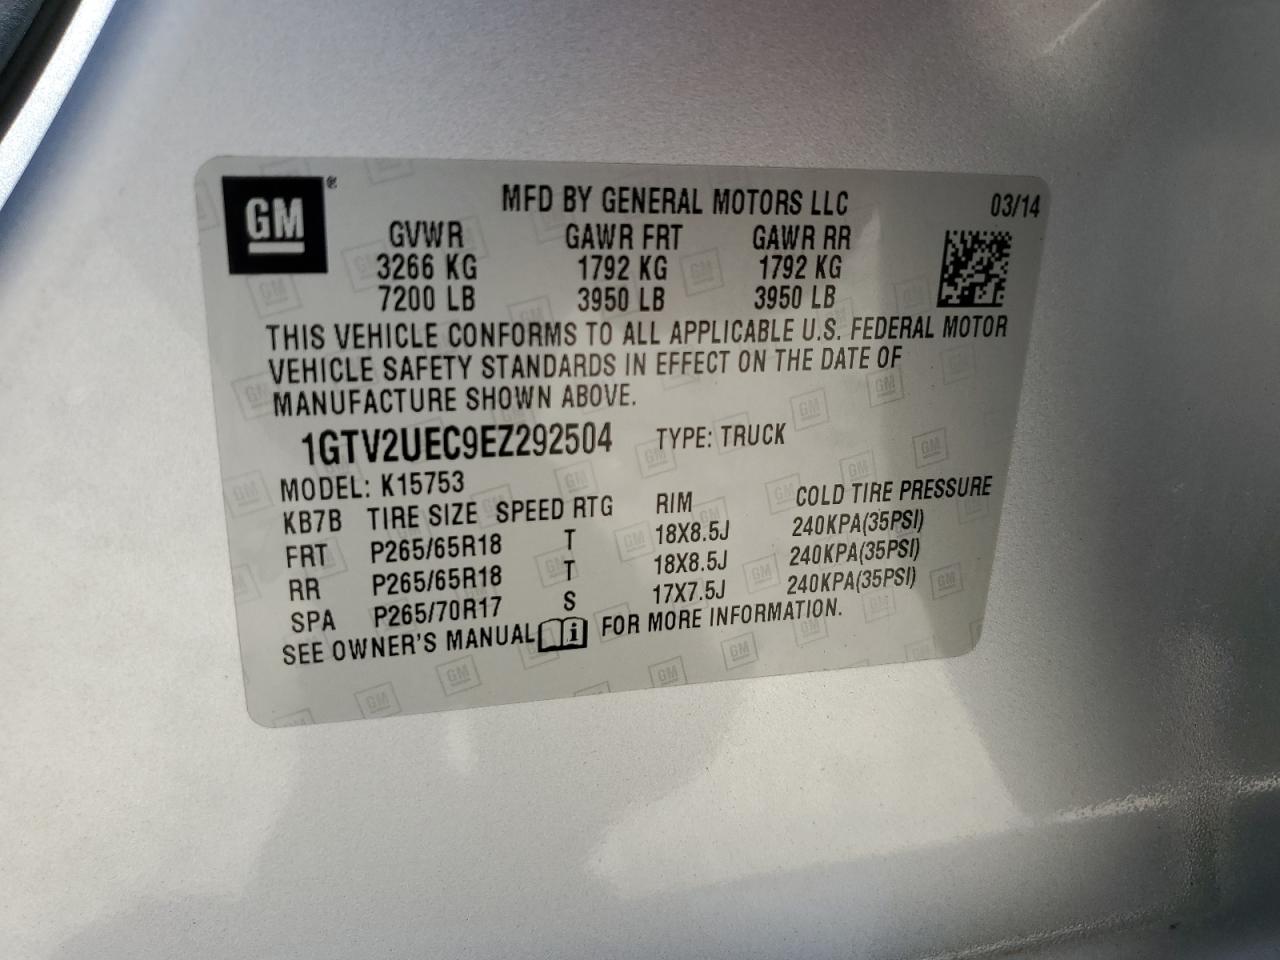 GM ®
MFD BY GENERAL MOTORS LLC 03/14
GVWR GAWR FRT GAWR RR
3266 KG 1792 KG 1792 KG
7200 LB 3950 LB 3950 LB
THIS VEHICLE CONFORMS TO ALL APPLICABLE U.S. FEDERAL MOTOR
VEHICLE SAFETY STANDARDS IN EFFECT ON THE DATE OF
MANUFACTURE SHOWN ABOVE.
1GTV2UEC9EZ292504 TYPE: TRUCK
MODEL: K15753
KB7B TIRE SIZE SPEED RTG RIM COLD TIRE PRESSURE
FRT P265/65R18 T 18X8.5J 240KPA(35PSI)
RR P265/65R18 T 18X8.5J 240KPA(35PSI)
SPA P265/70R17 S 17X7.5J 240KPA(35PSI)
SEE OWNER'S MANUAL i FOR MORE INFORMATION.